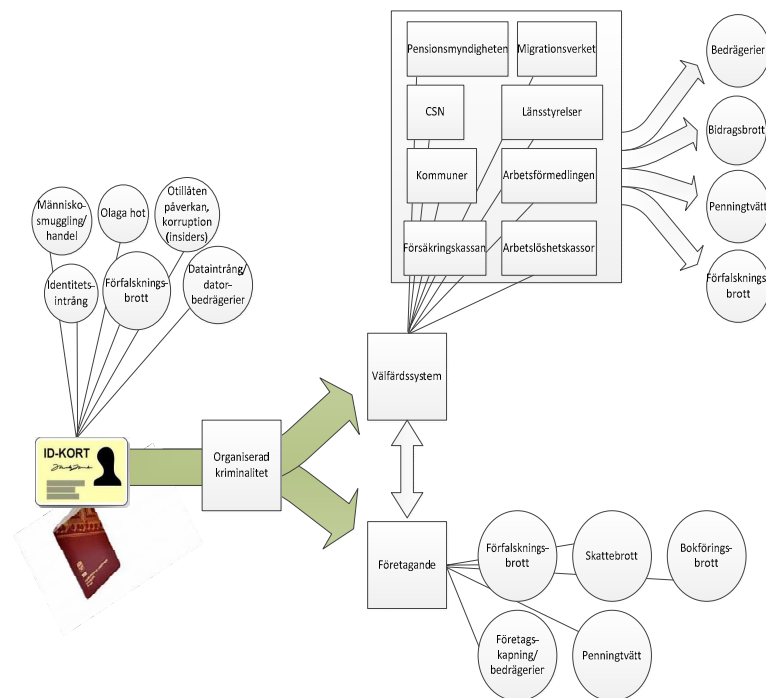 Pensionsmyndigheten
Migrationsverket
CSN
Länsstyrelser
Kommuner
Arbetsförmedlingen
Försäkringskassan
Arbetslöshetskassor
Bedrägerier
Bidragsbrott
Penningtvätt
Förfalsknings
brott
Människo-
smuggling/
handel
Olaga hot
Otillåten
påverkan,
korruption
(insiders)
Identitets-
intrång
Förfalsknings-
brott
Dataintrång/
dator-
bedrägerier
Välfärdssystem
ID-KORT
Organiserad
kriminalitet
Företagande
Förfalsknings-
brott
Skattebrott
Bokförings-
brott
Företags-
kapning/
bedrägerier
Penningtvätt